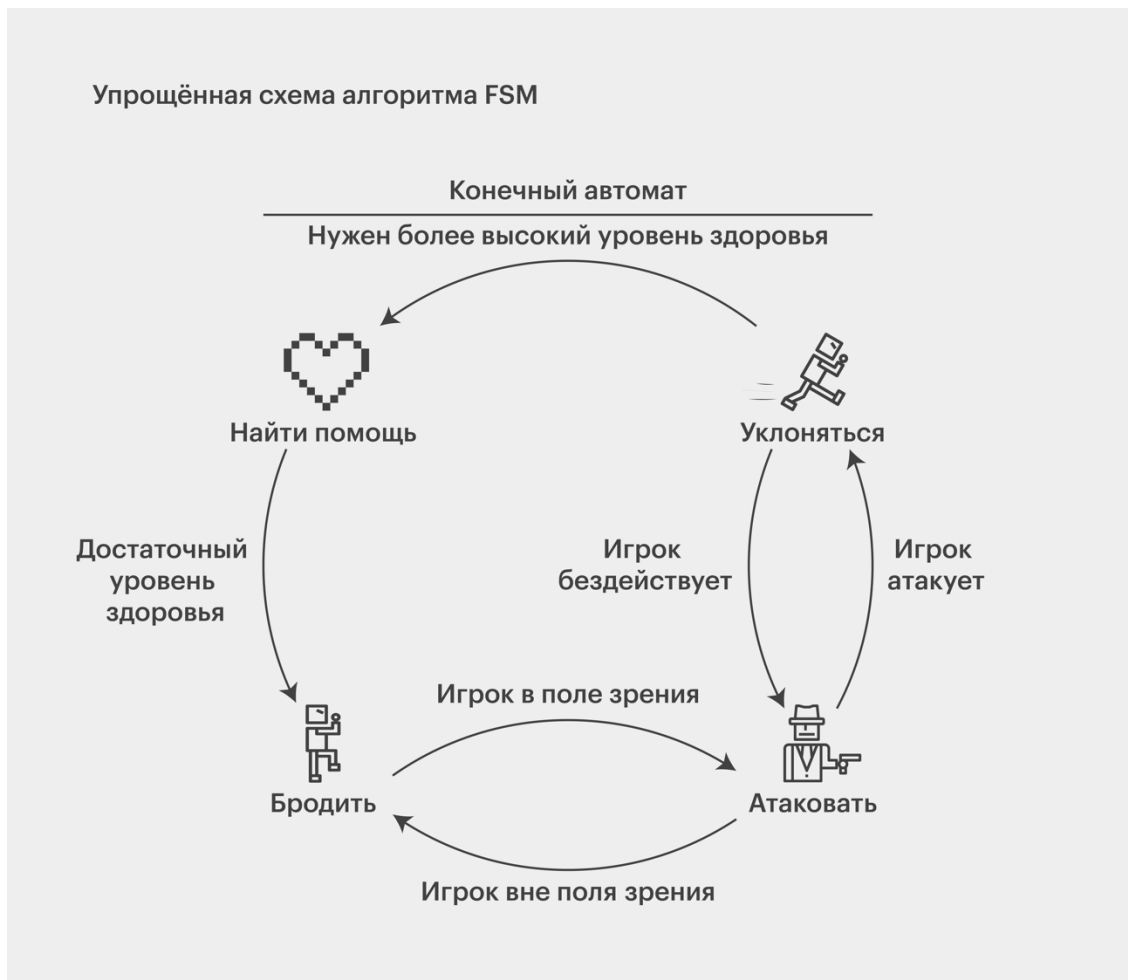 Упрощённая схема алгоритма FSM
Конечный автомат
Нужен более высокий уровень здоровья
Найти помощь
Уклоняться
Достаточный
уровень
здоровья
Игрок
бездействует
Игрок
атакует
Игрок в поле зрения
Бродить
Атаковать
Игрок вне поля зрения